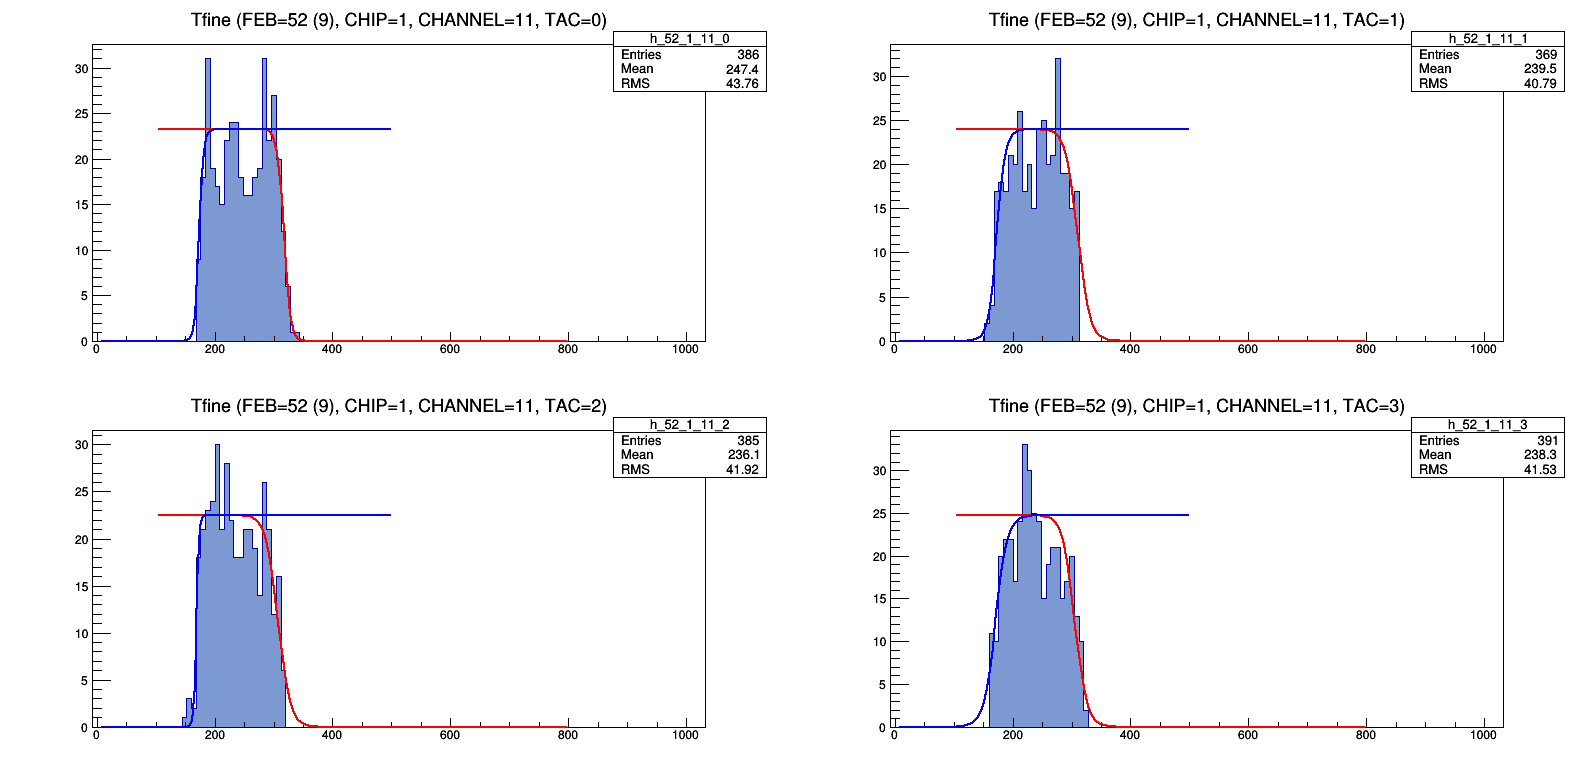 Tfine (FEB=52 (9), CHIP=1, CHANNEL=11, TAC=0)
h_52_1_11_0
Entries 386
Mean 247.4
RMS 43.76
30
25
20
15
10
5
0
0 200 400 600 800 1000
Tfine (FEB=52 (9), CHIP=1, CHANNEL=11, TAC=1)
h_52_1_11_1
Entries 369
Mean 239.5
RMS 40.79
30
25
20
15
10
5
0
0 200 400 600 800 1000
Tfine (FEB=52 (9), CHIP=1, CHANNEL=11, TAC=2)
h_52_1_11_2
Entries 385
Mean 236.1
RMS 41.92
30
25
20
15
10
5
0
0 200 400 600 800 1000
Tfine (FEB=52 (9), CHIP=1, CHANNEL=11, TAC=3)
h_52_1_11_3
Entries 391
Mean 238.3
RMS 41.53
30
25
20
15
10
5
0
0 200 400 600 800 1000